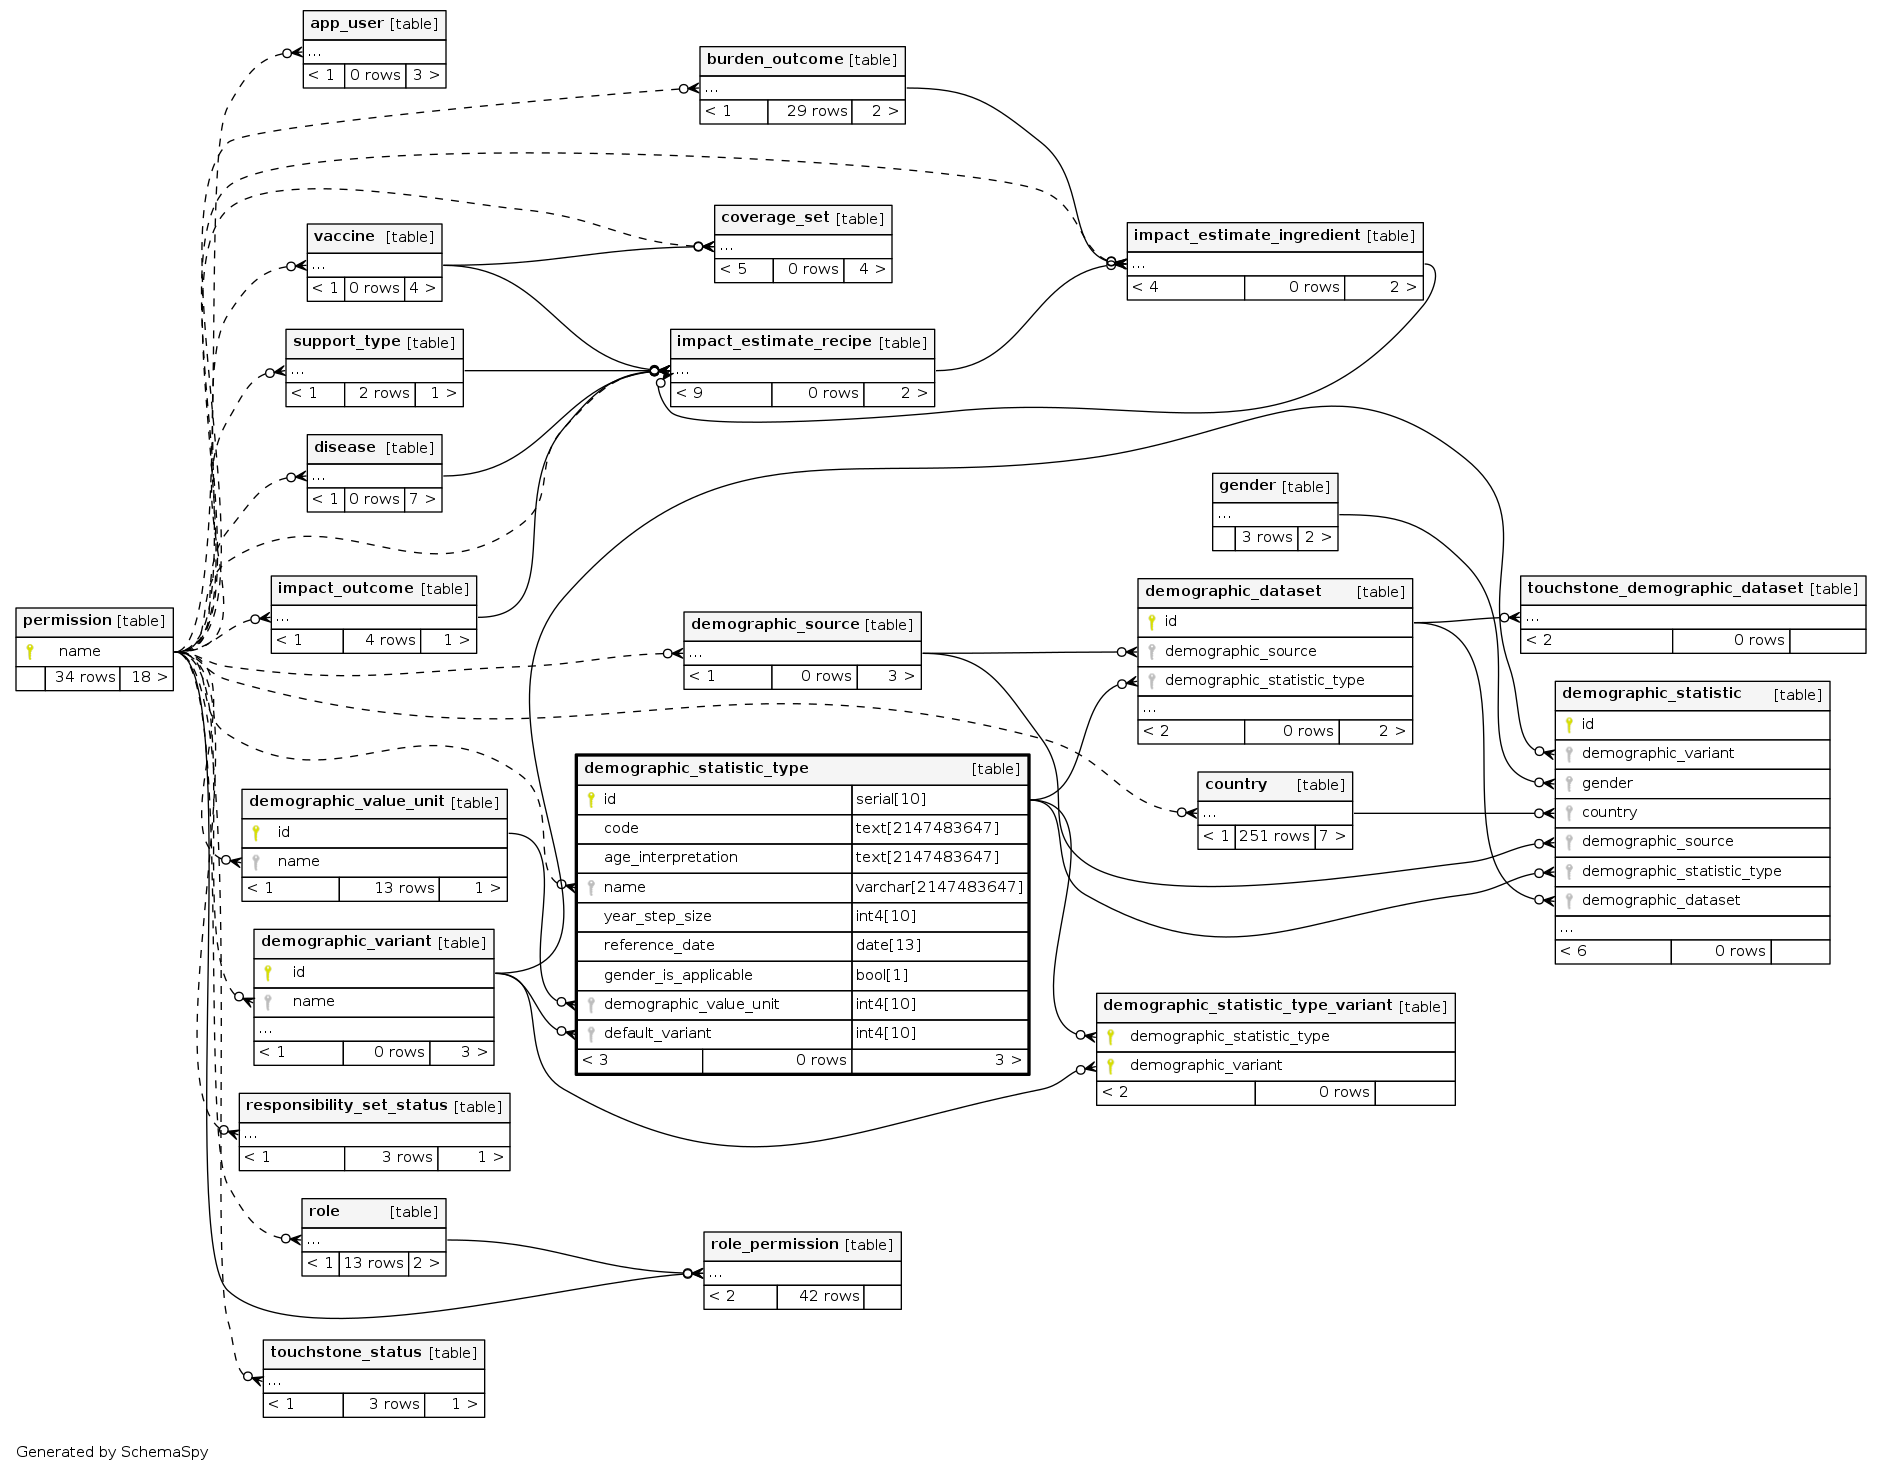 app_user [table]
...
< 1 0 rows 3 >
burden_outcome [table]
...
< 1 29 rows 2 >
vaccine [table]
...
< 1 0 rows 4 >
coverage_set [table]
...
< 5 0 rows 4 >
impact_estimate_ingredient [table]
...
< 4 0 rows 2 >
support_type [table]
...
< 1 2 rows 1 >
impact_estimate_recipe [table]
...
< 9 0 rows 2 >
disease [table]
...
< 1 0 rows 7 >
gender [table]
...
3 rows 2 >
impact_outcome [table]
...
< 1 4 rows 1 >
permission [table]
name
34 rows 18 >
demographic_source [table]
...
< 1 0 rows 3 >
demographic_dataset [table]
id
demographic_source
demographic_statistic_type
...
< 2 0 rows 2 >
touchstone_demographic_dataset [table]
...
< 2 0 rows
demographic_statistic [table]
id
demographic_variant
gender
country
demographic_source
demographic_statistic_type
demographic_dataset
...
< 6 0 rows
demographic_statistic_type [table]
id serial[10]
code text[2147483647]
age_interpretation text[2147483647]
name varchar[2147483647]
year_step_size int4[10]
reference_date date[13]
gender_is_applicable bool[1]
demographic_value_unit int4[10]
default_variant int4[10]
< 3 0 rows 3 >
country [table]
...
< 1 251 rows 7 >
demographic_value_unit [table]
id
name
< 1 13 rows 1 >
demographic_variant [table]
id
name
...
< 1 0 rows 3 >
demographic_statistic_type_variant [table]
demographic_statistic_type
demographic_variant
< 2 0 rows
responsibility_set_status [table]
...
< 1 3 rows 1 >
role [table]
...
< 1 13 rows 2 >
role_permission [table]
...
< 2 42 rows
touchstone_status [table]
...
< 1 3 rows 1 >
Generated by SchemaSpy